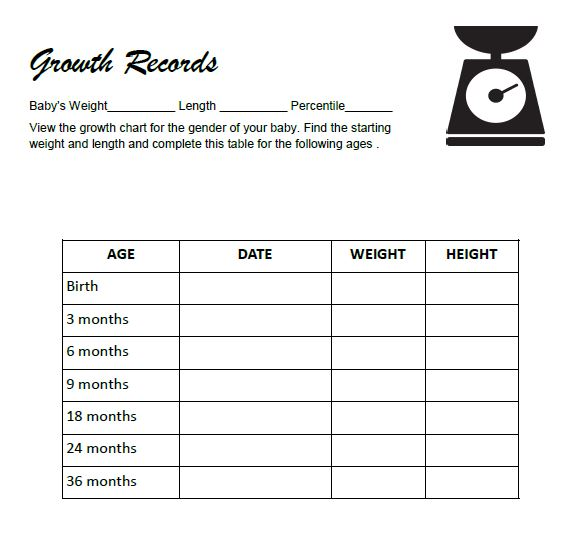 Growth Records
Baby's Weight__________ Length __________ Percentile_______
View the growth chart for the gender of your baby. Find the starting
weight and length and complete this table for the following ages .
AGE DATE WEIGHT HEIGHT
Birth
3 months
6 months
9 months
18 months
24 months
36 months